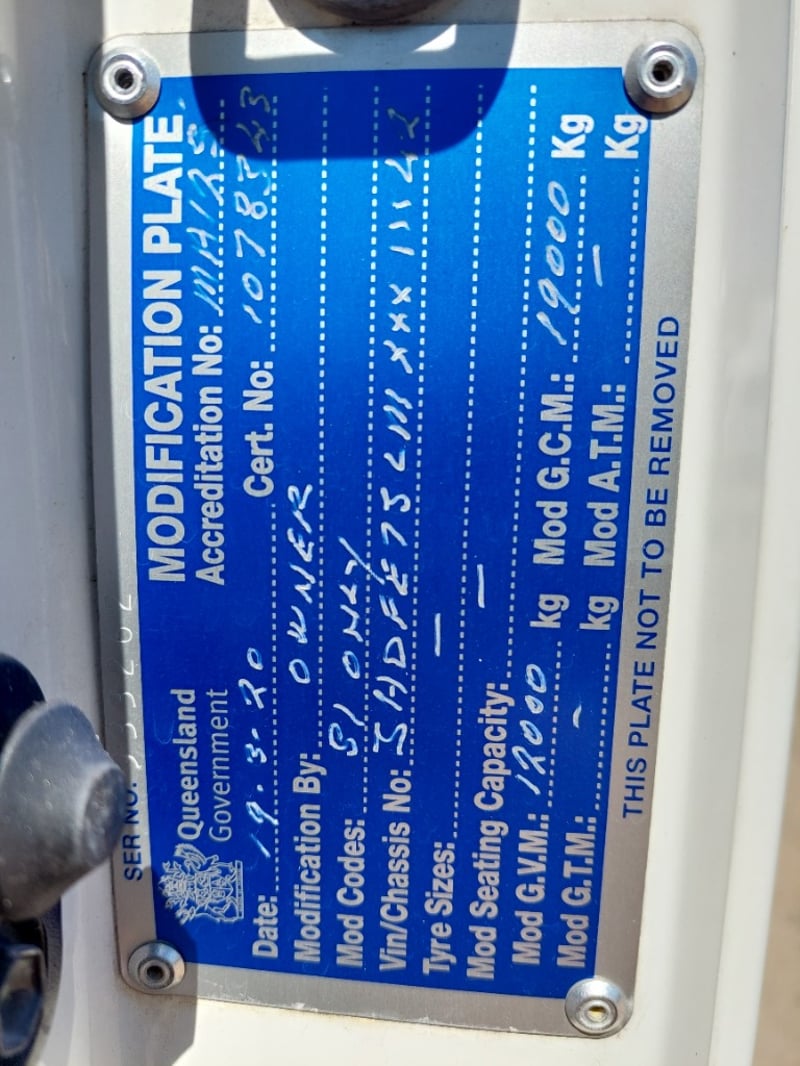 SER NO.
MODIFICATION PLATE
Queensland
Government
Accreditation No:
Date: 19.3.20 Cert. No: 1078343
Modification By: OWNER
Mod Codes: S1 ONLY
Vin/Chassis No:
Tyre Sizes: —
Mod Seating Capacity: —
Mod G.V.M.: 12000 kg Mod G.C.M.: 19000 Kg
Mod G.T.M.: - kg Mod A.T.M.: — Kg
THIS PLATE NOT TO BE REMOVED